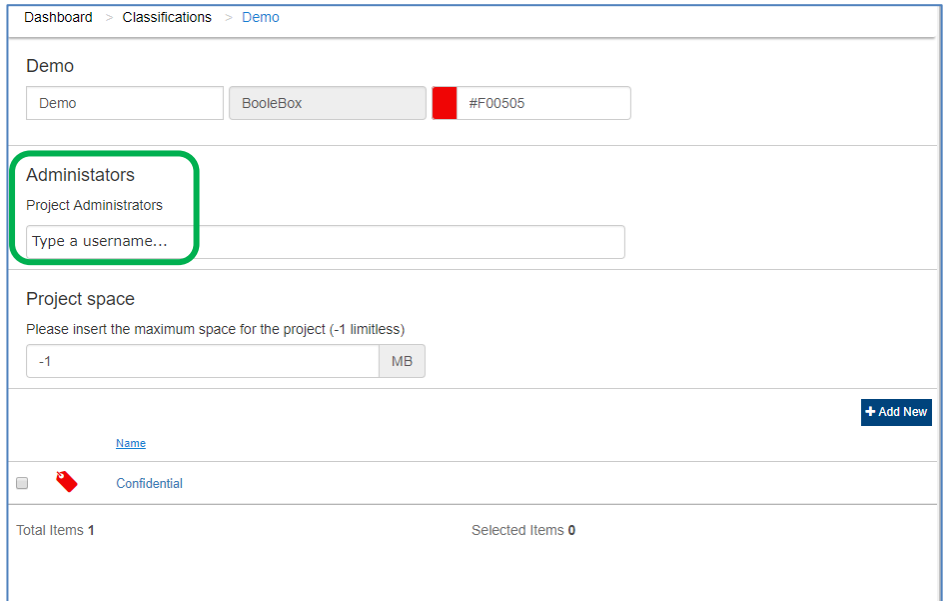 Dashboard > Classifications > Demo
Demo
Demo BooleBox #F00505
Administators
Project Administrators
Type a username...
Project space
Please insert the maximum space for the project (-1 limitless)
-1 MB
+ Add New
Name
Confidential
Total Items 1 Selected Items 0